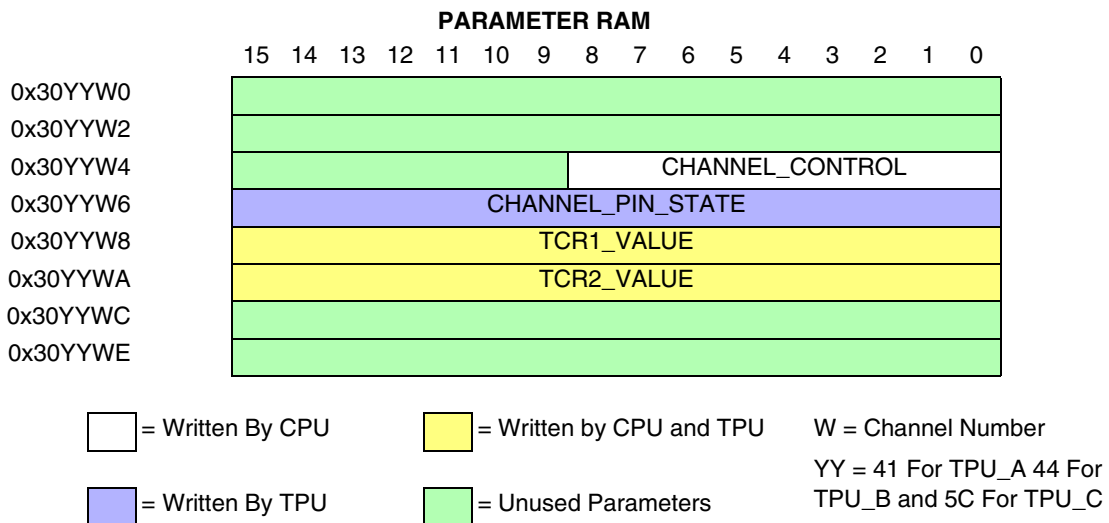 PARAMETER RAM
15 14 13 12 11 10 9 8 7 6 5 4 3 2 1 0
0x30YYW0
0x30YYW2
0x30YYW4 CHANNEL_CONTROL
0x30YYW6 CHANNEL_PIN_STATE
0x30YYW8 TCR1_VALUE
0x30YYWA TCR2_VALUE
0x30YYWC
0x30YYWE
= Written By CPU = Written by CPU and TPU W = Channel Number
YY = 41 For TPU_A 44 For
= Written By TPU = Unused Parameters TPU_B and 5C For TPU_C